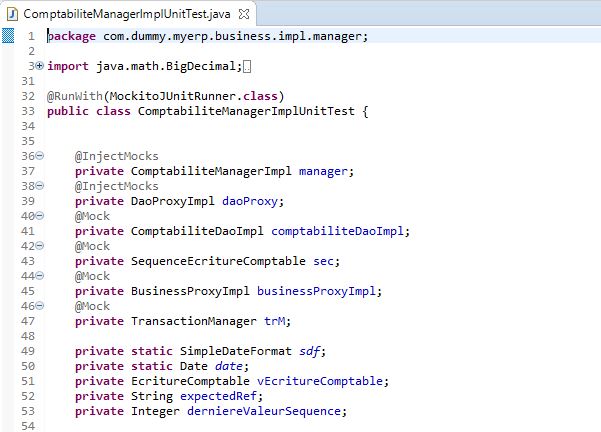 ComptabiliteManagerImplUnitTest.java
1 package com.dummy.myerp.business.impl.manager;
2
3 import java.math.BigDecimal;
31
32 @RunWith(MockitoJUnitRunner.class)
33 public class ComptabiliteManagerImplUnitTest {
34
35
36 @InjectMocks
37 private ComptabiliteManagerImpl manager;
38 @InjectMocks
39 private DaoProxyImpl daoProxy;
40 @Mock
41 private ComptabiliteDaoImpl comptabiliteDaoImpl;
42 @Mock
43 private SequenceEcritureComptable sec;
44 @Mock
45 private BusinessProxyImpl businessProxyImpl;
46 @Mock
47 private TransactionManager trM;
48
49 private static SimpleDateFormat sdf;
50 private static Date date;
51 private EcritureComptable vEcritureComptable;
52 private String expectedRef;
53 private Integer derniereValeurSequence;
54